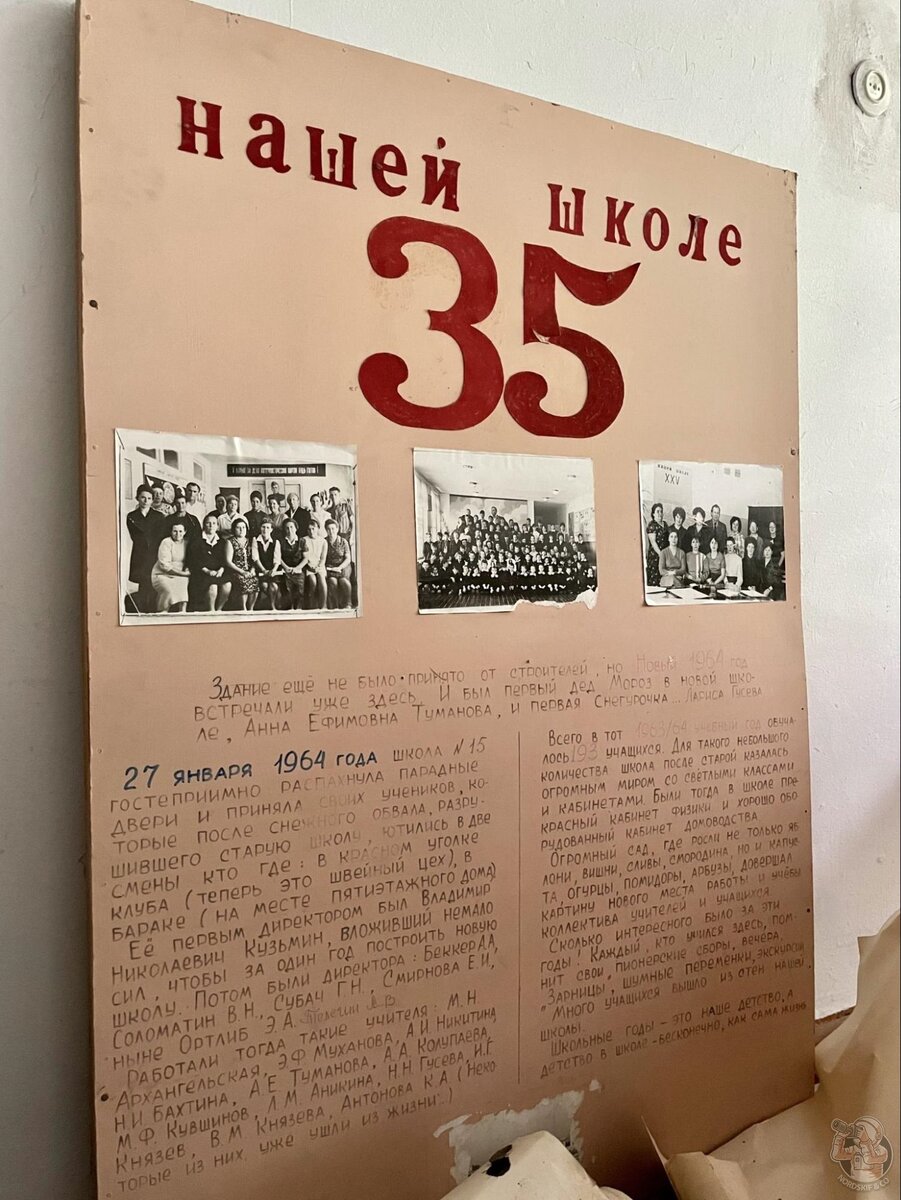 нашей школе
35
XXV
Здание ещё не было принято от строителей, но Новый 1964 год
встречали уже здесь. И был первый дед Мороз в новой шко-
ле, Анна Ефимовна Туманова, и первая Снегурочка... Лариса Гусева
27 января 1964 года школа №15
гостеприимно распахнула парадные
двери и приняла своих учеников, ко-
торые после снежного обвала, разру-
шившего старую школу, ютились в две
смены кто где: в красном уголке
клуба (теперь это швейный цех), в
бараке (на месте пятиэтажного дома)
Её первым директором был Владимир
Николаевич Кузьмин, вложивший немало
сил, чтобы за один год построить новую
школу. Потом были директора: Беккер А.А,
Соломатин В.Н., Субач Г.Н., Смирнова Е.И,
ныне Ортлиб Э.А.
Работали тогда такие учителя: М.Н.
Архангельская, Э.Ф Муханова, А.И. Никитина,
Н.И. Бахтина, А.Е Туманова, А.А. Колупаева,
М.Ф. Кувшинов, Л.М. Аникина, Н.Н. Гусева, И.Г.
Князев, В.М. Князева, Антонова К.А. (Неко-
торые из них уже ушли из жизни..)
Всего в тот 1963/64 учебный год обуча-
лось 193 учащихся. Для такого небольшого
количества школа после старой казалась
огромным миром со светлыми классами
и кабинетами. Были тогда в школе пре
красный кабинет физики и хорошо обо
рудованный кабинет домоводства.
Огромный сад, где росли не только яб
лони, вишни, сливы, смородина, но и капус
та, огурцы, помидоры, арбузы, довершал
картину нового места работы и учёбы
коллектива учителей и учащихся.
Сколько интересного было за эти
годы! Каждый, кто учился здесь, пом-
нит свои пионерские сборы, вечера,
"Зарницы, шумные переменки, экскурсии
"Много учащихся вышло из стен нашей
школы.
Школьные годы - это наше детство, а
детство в школе - бесконечно, как сама жизнь
NORDSKIF & CO